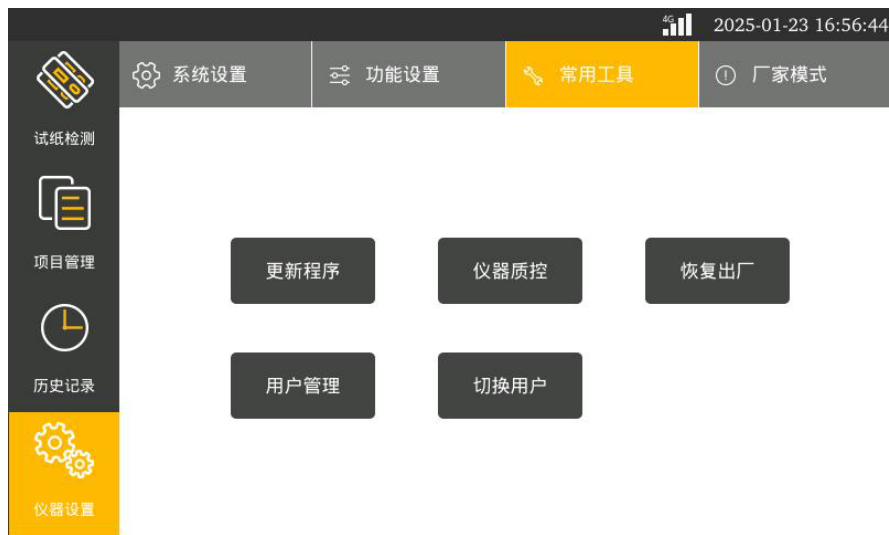 4G
2025-01-23 16:56:44
系统设置
功能设置
常用工具
厂家模式
试纸检测
项目管理
历史记录
仪器设置
更新程序
仪器质控
恢复出厂
用户管理
切换用户